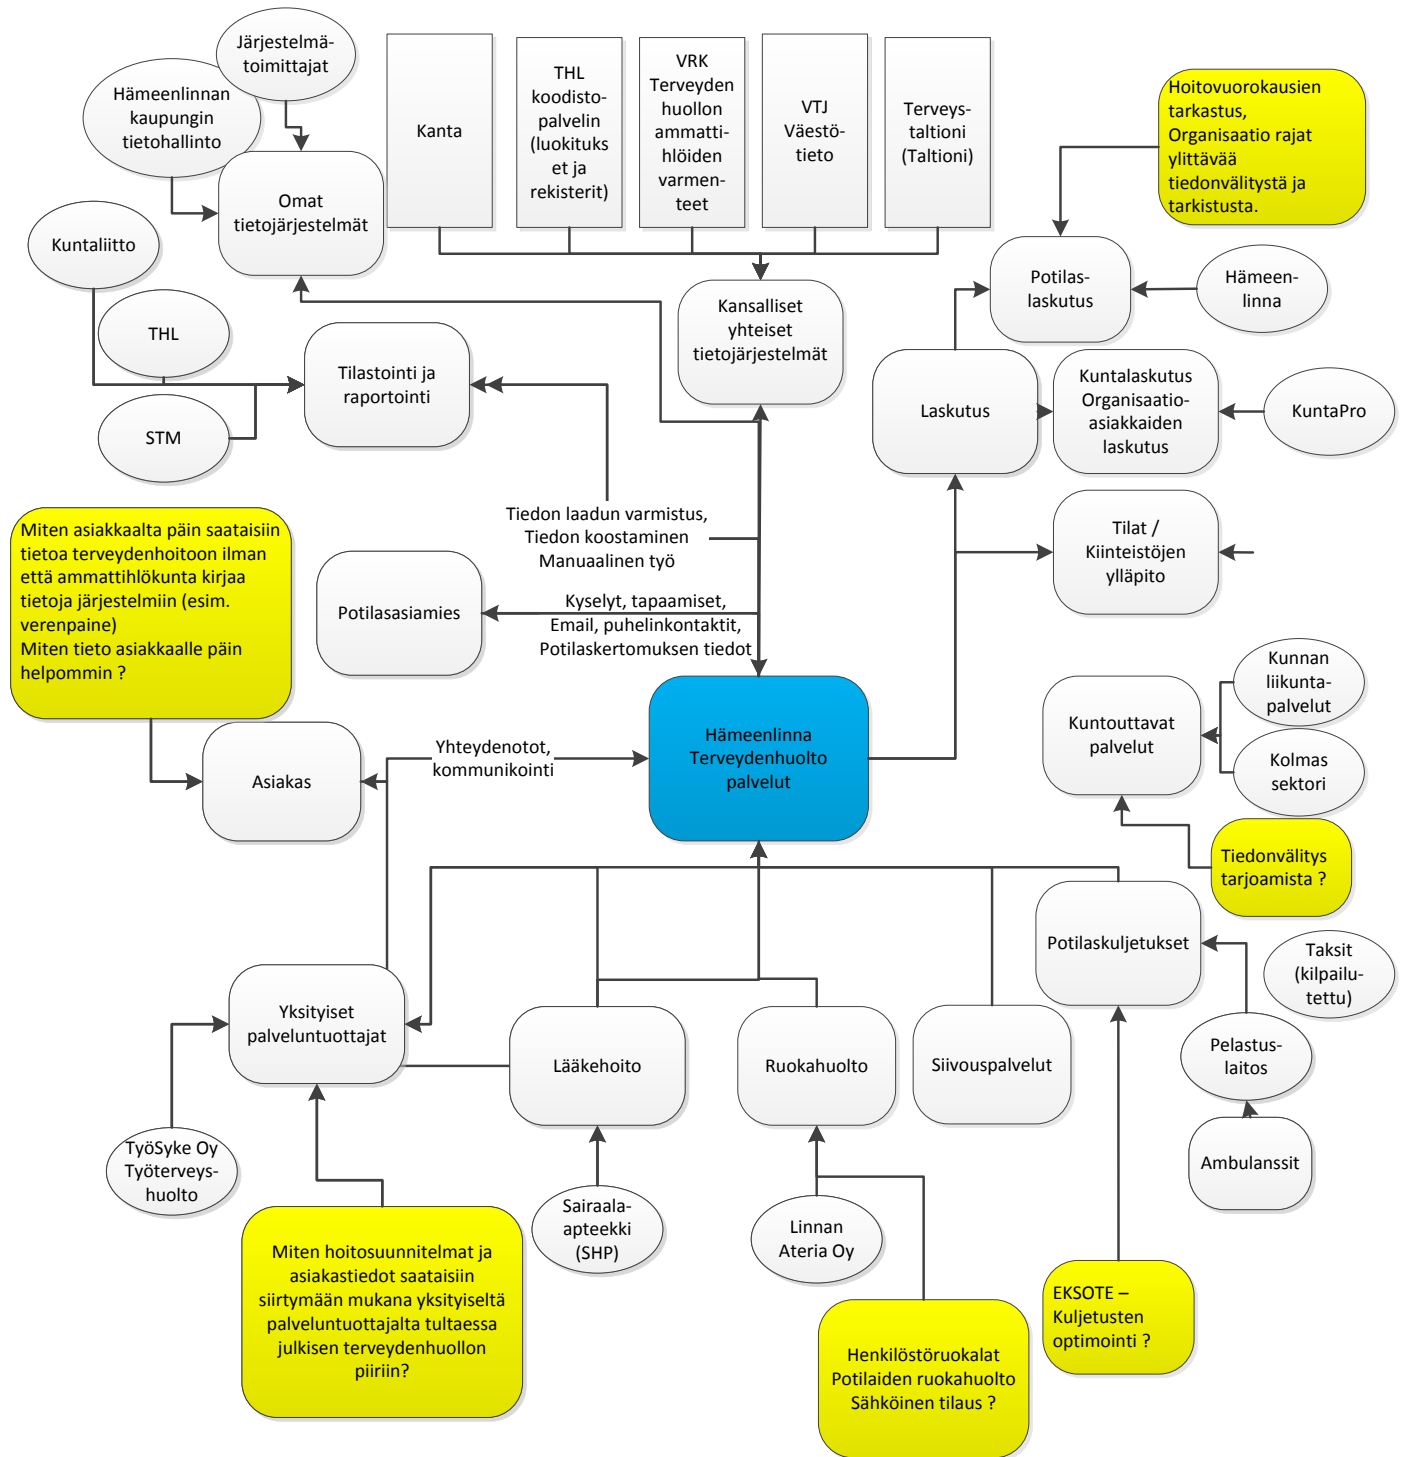 Järjestelmä-
toimittajat
Hämeenlinnan
kaupungin
tietohallinto
Omat
tietojärjestelmät
Kanta
THL
koodisto-
palvelin
(luokituks
et ja
rekisterit)
VRK
Terveyden
huollon
ammatti-
hlöiden
varmen-
teet
VTJ
Väestö-
tieto
Terveys-
taltioni
(Taltioni)
Hoitovuorokausien
tarkastus,
Organisaatio rajat
ylittävää
tiedonvälitystä ja
tarkistusta.
Kuntaliitto
THL
STM
Tilastointi ja
raportointi
Kansalliset
yhteiset
tietojärjestelmät
Potilas-
laskutus
Hämeen-
linna
Laskutus
Kuntalaskutus
Organisaatio-
asiakkaiden
laskutus
KuntaPro
Tiedon laadun varmistus,
Tiedon koostaminen
Manuaalinen työ
Tilat /
Kiinteistöjen
ylläpito
Miten asiakkaalta päin saataisiin
tietoa terveydenhoitoon ilman
että ammattihlökunta kirjaa
tietoja järjestelmiin (esim.
verenpaine)
Miten tieto asiakkaalle päin
helpommin ?
Potilasasiamies
Kyselyt, tapaamiset,
Email, puhelinkontaktit,
Potilaskertomuksen tiedot
Kunnan
liikunta-
palvelut
Kuntouttavat
palvelut
Kolmas
sektori
Hämeenlinna
Terveydenhuolto
palvelut
Yhteydenotot,
kommunikointi
Asiakas
Tiedonvälitys
tarjoamista ?
Potilaskuljetukset
Taksit
(kilpailu-
tettu)
Yksityiset
palveluntuottajat
Lääkehoito
Ruokahuolto
Siivouspalvelut
Pelastus-
laitos
Ambulanssit
TyöSyke Oy
Työterveys-
huolto
Sairaala-
apteekki
(SHP)
Linnan
Ateria Oy
Miten hoitosuunnitelmat ja
asiakastiedot saataisiin
siirtymään mukana yksityiseltä
palveluntuottajalta tultaessa
julkisen terveydenhuollon
piiriin?
EKSOTE –
Kuljetusten
optimointi ?
Henkilöstöruokalat
Potilaiden ruokahuolto
Sähköinen tilaus ?